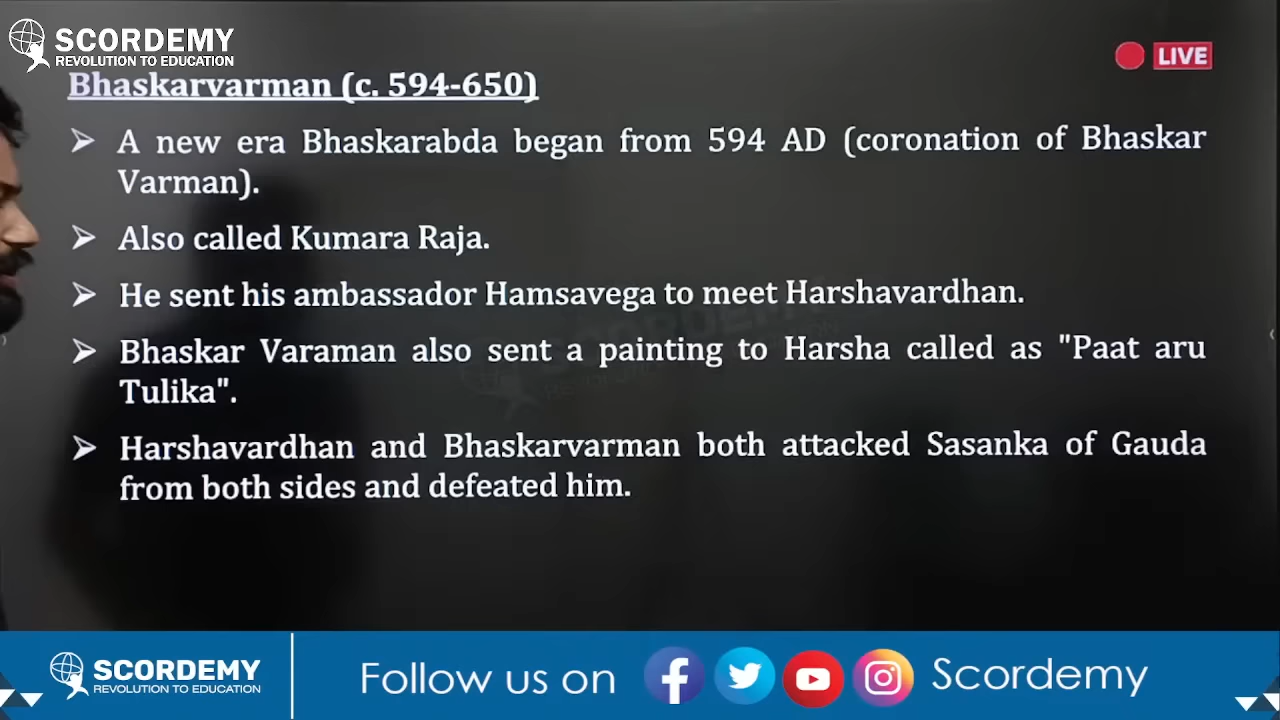 SCORDEMY
REVOLUTION TO EDUCATION
LIVE
Bhaskarvarman (c. 594-650)
➢ A new era Bhaskarabda began from 594 AD (coronation of Bhaskar
Varman).
➢ Also called Kumara Raja.
➢ He sent his ambassador Hamsavega to meet Harshavardhan.
➢ Bhaskar Varaman also sent a painting to Harsha called as "Paat aru
Tulika".
➢ Harshavardhan and Bhaskarvarman both attacked Sasanka of Gauda
from both sides and defeated him.
SCORDEMY
SCORDEMY
REVOLUTION TO EDUCATION
Follow us on
Scordemy